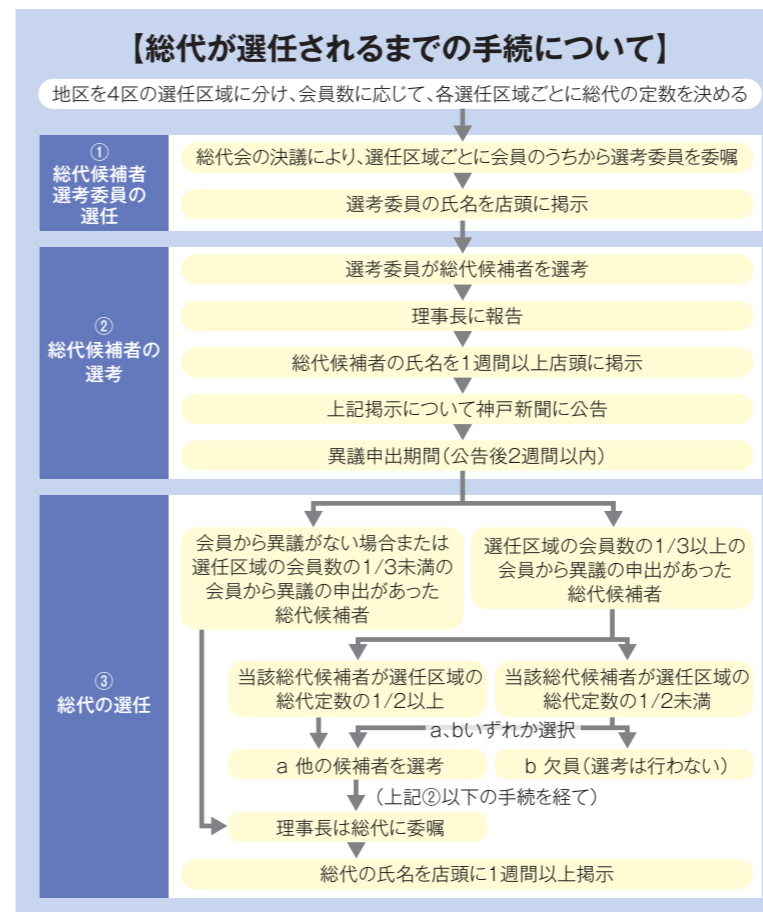 【総代が選任されるまでの手続について】
地区を4区の選任区域に分け、会員数に応じて、各選任区域ごとに総代の定数を決める
①
総代候補者
選考委員の
選任
総代会の決議により、選任区域ごとに会員のうちから選考委員を委嘱
選考委員の氏名を店頭に掲示
②
総代候補者の
選考
選考委員が総代候補者を選考
理事長に報告
総代候補者の氏名を1週間以上店頭に掲示
上記掲示について神戸新聞に公告
異議申出期間（公告後2週間以内）
③
総代の選任
会員から異議がない場合または
選任区域の会員数の1/3未満の
会員から異議の申出があった
総代候補者
選任区域の会員数の1/3以上の
会員から異議の申出があった
総代候補者
当該総代候補者が選任区域の
総代定数の1/2以上
当該総代候補者が選任区域の
総代定数の1/2未満
a、bいずれか選択
a 他の候補者を選考
b 欠員（選考は行わない）
（上記②以下の手続を経て）
理事長は総代に委嘱
総代の氏名を店頭に1週間以上掲示